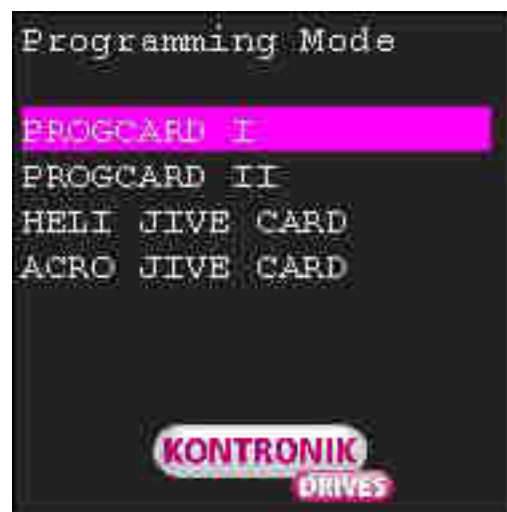 Programming Mode
PROGCARD I
PROGCARD II
HELI JIVE CARD
ACRO JIVE CARD
KONTRONIK
DRIVES